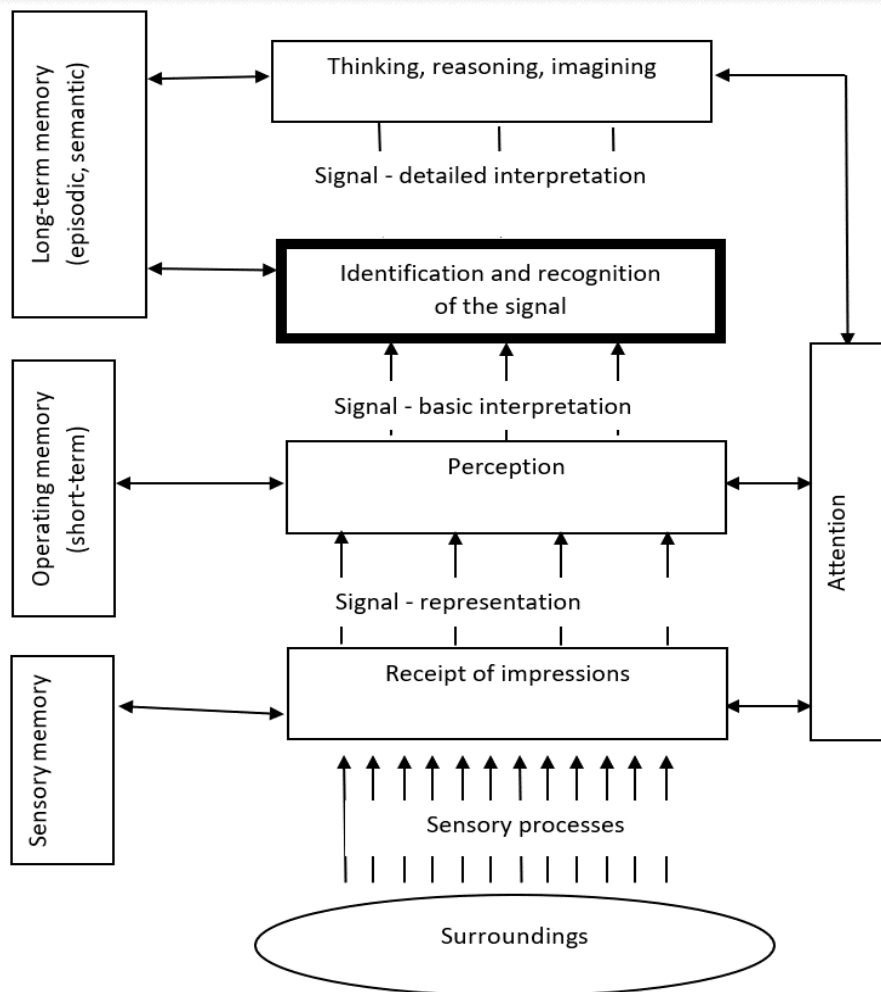 Long-term memory
(episodic, semantic)
Thinking, reasoning, imagining
Signal - detailed interpretation
Identification and recognition
of the signal
Signal - basic interpretation
Operating memory
(short-term)
Perception
Attention
Signal - representation
Sensory memory
Receipt of impressions
Sensory processes
Surroundings